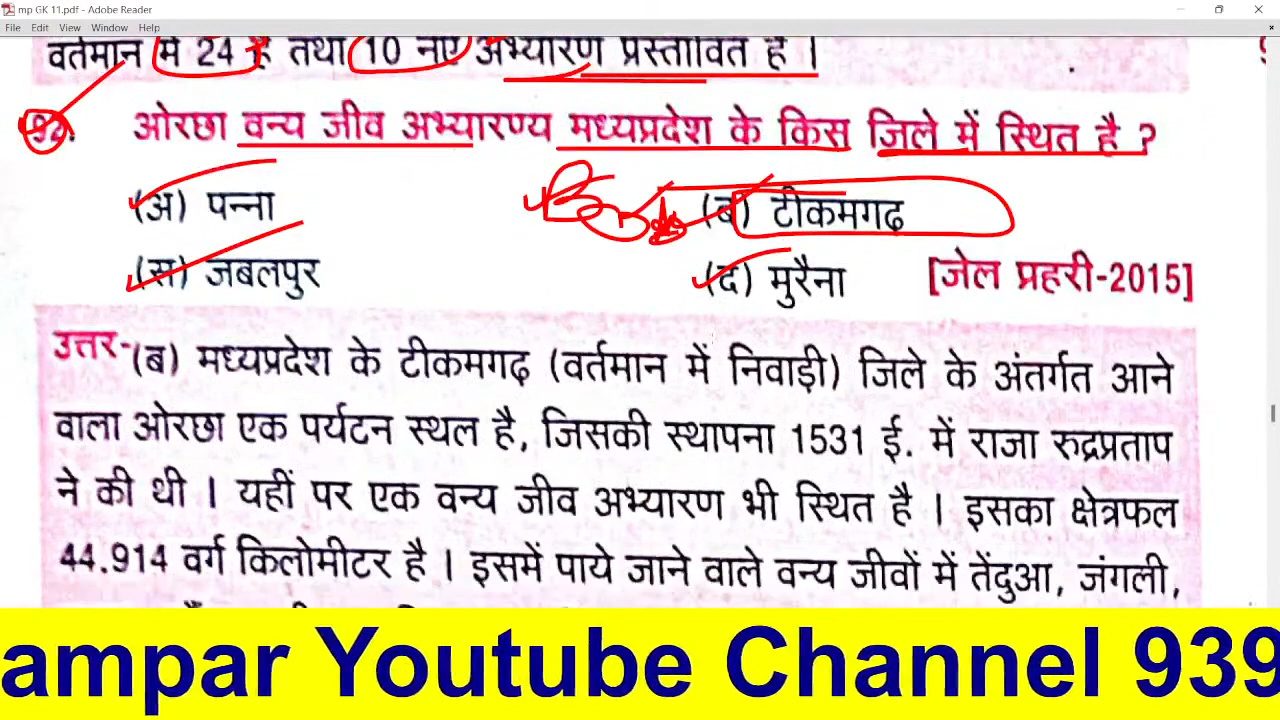 mp GK 11.pdf - Adobe Reader
File Edit View Window Help
वर्तमान में 24 है तथा 10 नए अभ्यारण प्रस्तावित है ।
ओरछा वन्य जीव अभ्यारण्य मध्यप्रदेश के किस जिले में स्थित है ?
(अ) पन्ना (ब) टीकमगढ़
(स) जबलपुर (द) मुरैना [जेल प्रहरी-2015]
उत्तर-(ब) मध्यप्रदेश के टीकमगढ़ (वर्तमान में निवाड़ी) जिले के अंतर्गत आने
वाला ओरछा एक पर्यटन स्थल है, जिसकी स्थापना 1531 ई. में राजा रुद्रप्रताप
ने की थी । यहीं पर एक वन्य जीव अभ्यारण भी स्थित है । इसका क्षेत्रफल
44.914 वर्ग किलोमीटर है । इसमें पाये जाने वाले वन्य जीवों में तेंदुआ, जंगली,
ampar Youtube Channel 939